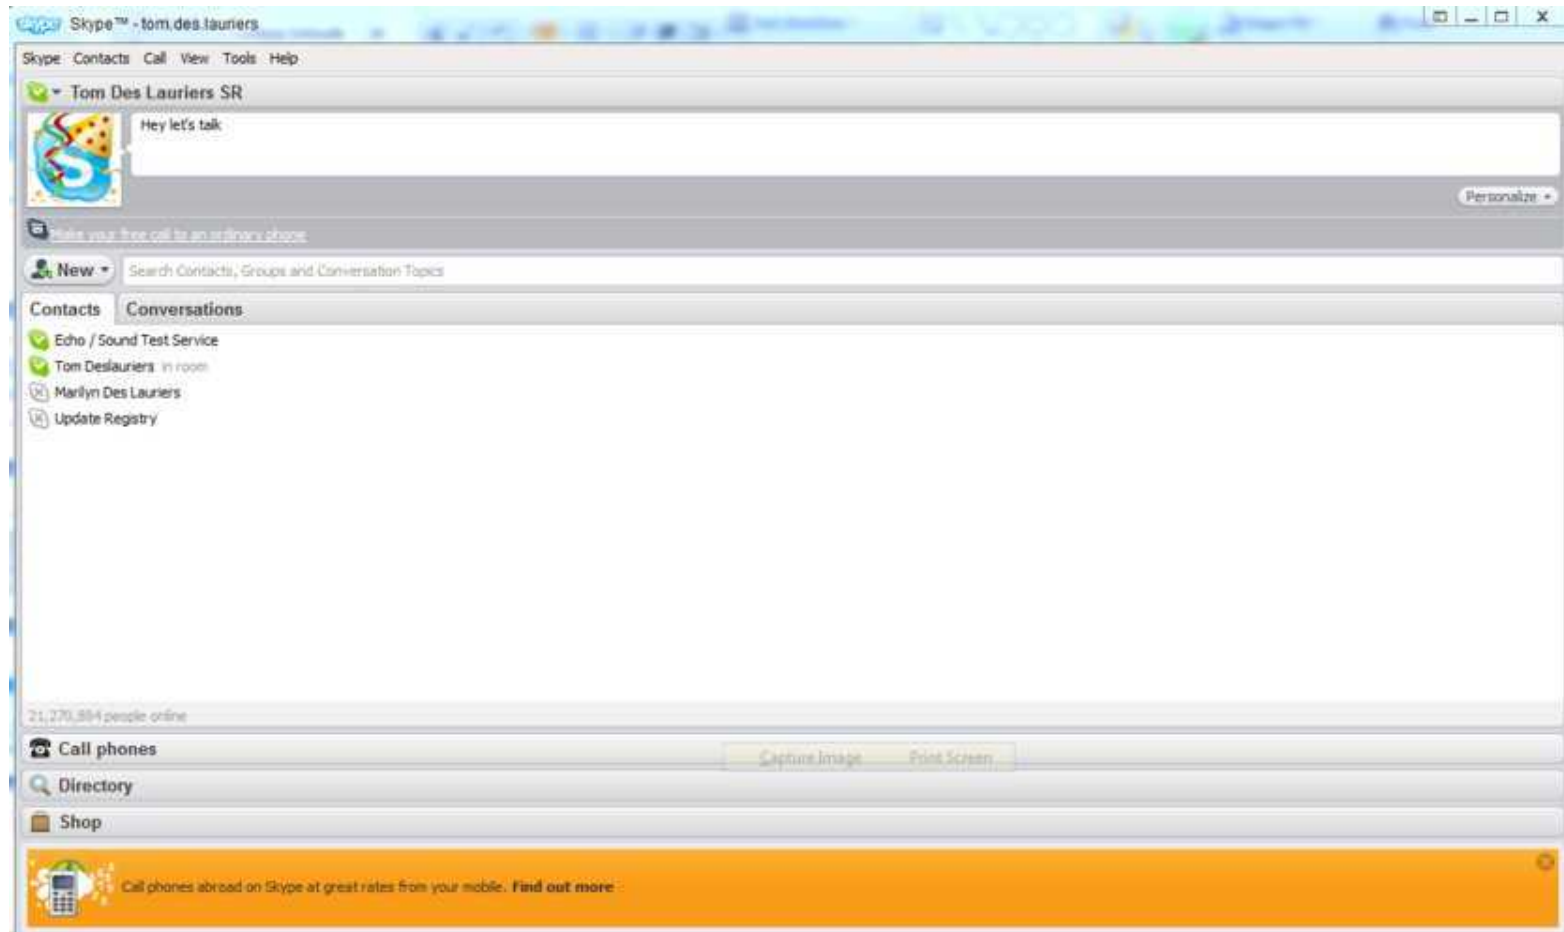 Skype™ - tom.des.lauriers
Skype Contacts Call View Tools Help
Tom Des Lauriers SR
Hey let's talk
Personalize
Make your free call to an ordinary phone
New Search Contacts, Groups and Conversation Topics
Contacts Conversations
Echo / Sound Test Service
Tom Deslauriers in room
Marilyn Des Lauriers
Update Registry
people online
Call phones
Capture Image Print Screen
Directory
Shop
Call phones abroad on Skype at great rates from your mobile. Find out more